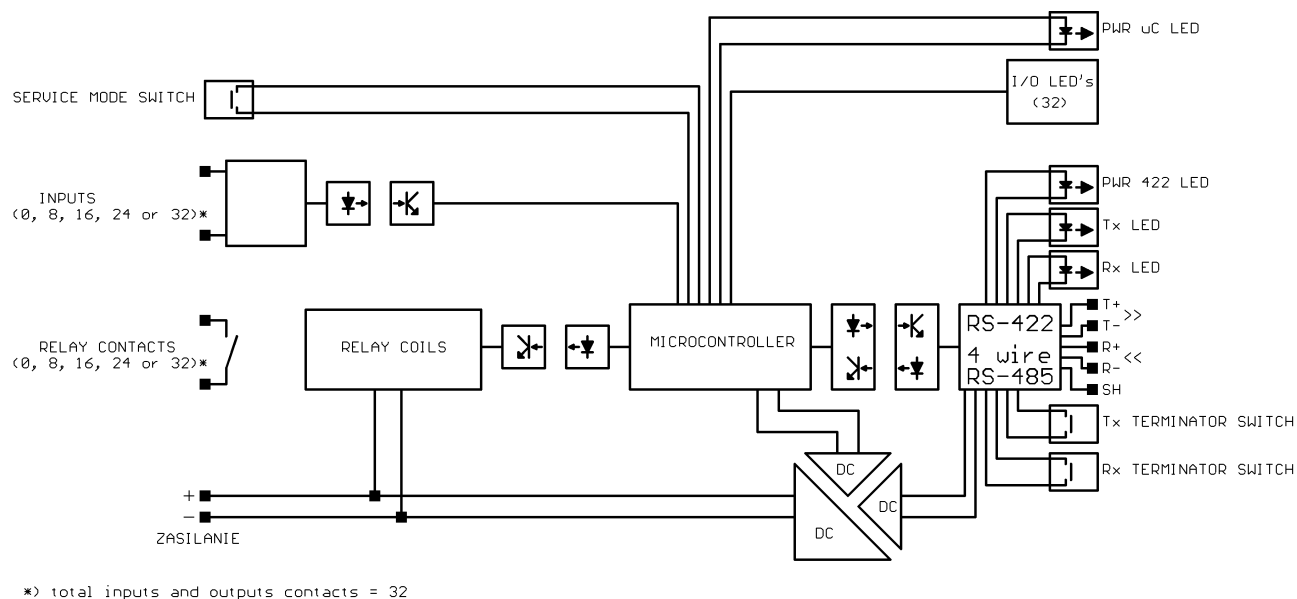 PWR uC LED
I/O LED's
(32)
SERVICE MODE SWITCH
INPUTS
(0, 8, 16, 24 or 32)*
PWR 422 LED
Tx LED
Rx LED
RELAY CONTACTS
(0, 8, 16, 24 or 32)*
RELAY COILS
MICROCONTROLLER
RS-422
4 wire
RS-485
T+
>>
T-
R+
<<
R-
SH
Tx TERMINATOR SWITCH
Rx TERMINATOR SWITCH
DC
DC
DC
+
-
ZASILANIE
*) total inputs and outputs contacts = 32